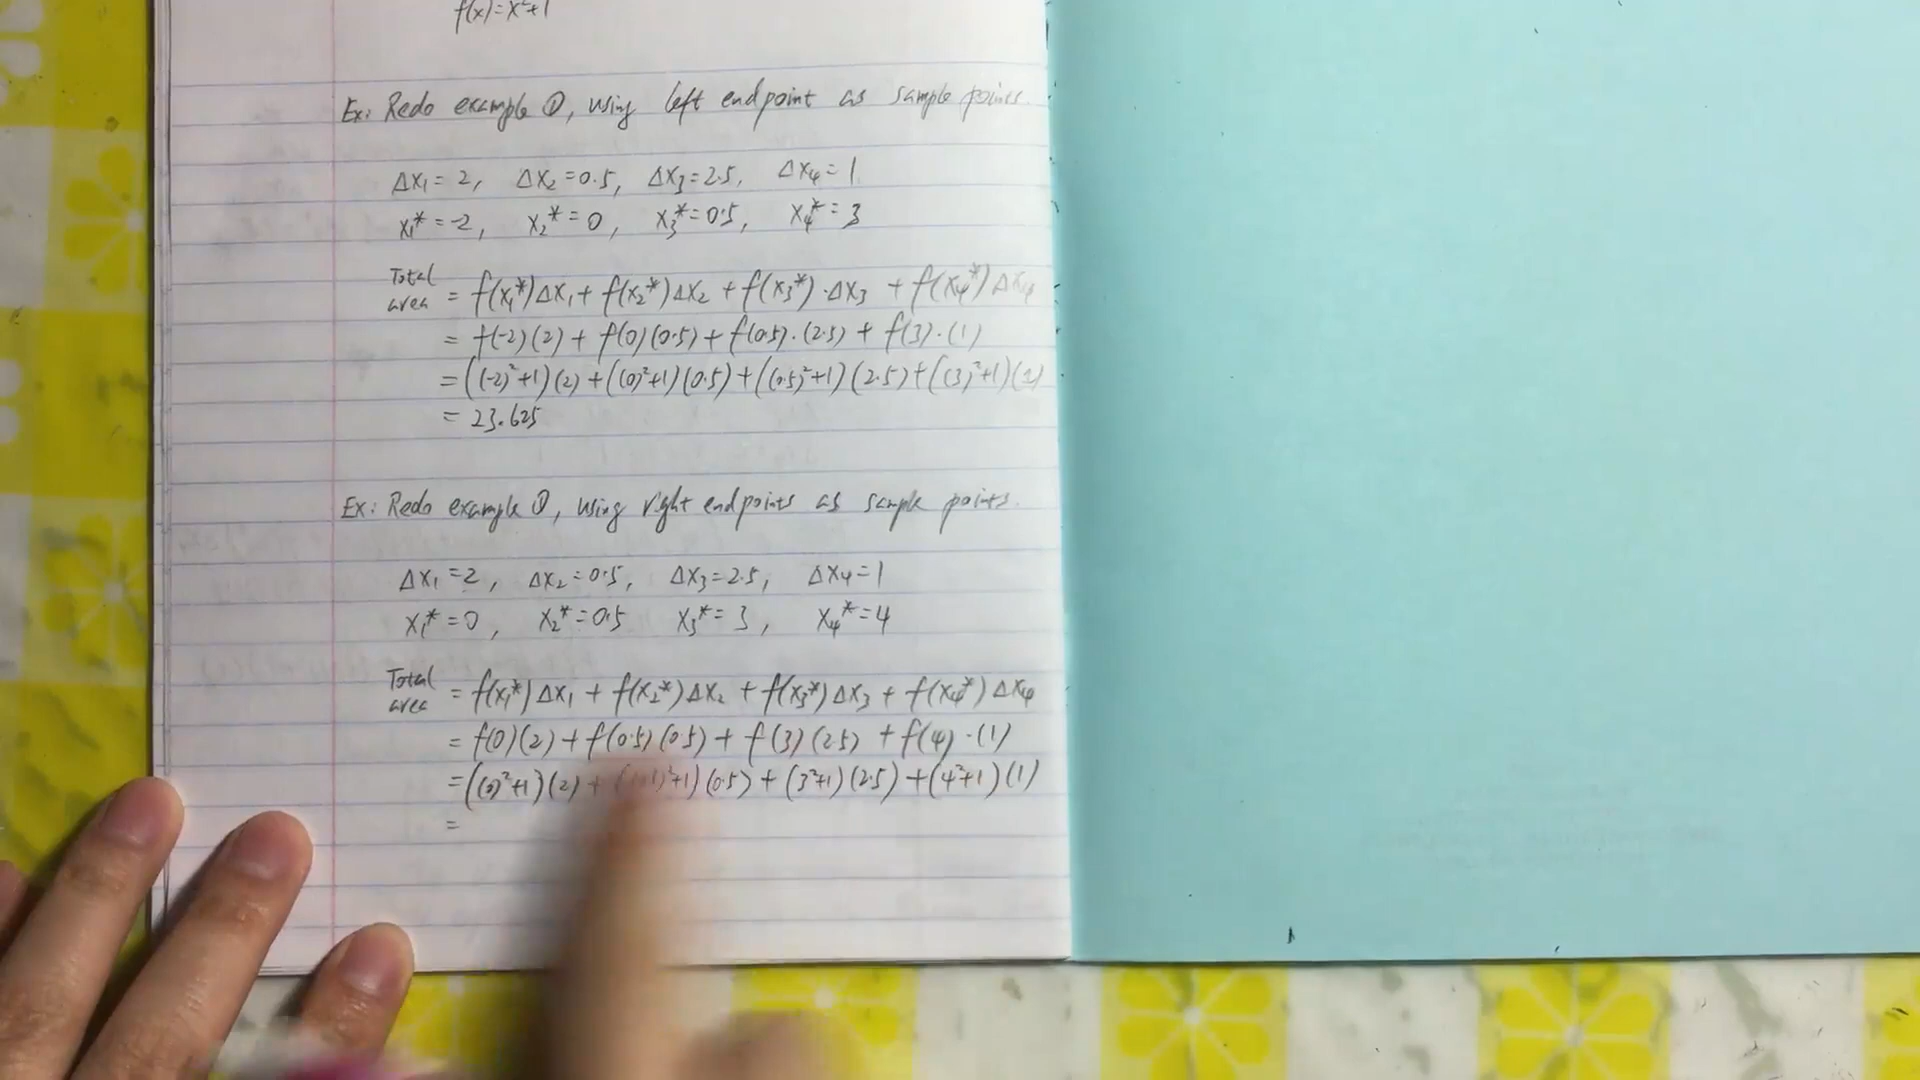 f(x)=x²+1
Ex: Redo example ①, using left endpoint as sample points.
Δx₁=2, Δx₂=0.5, Δx₃=2.5, Δx₄=1
x₁*=-2, x₂*=0, x₃*=0.5, x₄*=3
Total area = f(x₁*)Δx₁+f(x₂*)Δx₂+f(x₃*)·Δx₃ +f(x₄*)Δx₄
= f(-2)(2)+ f(0)(0.5)+f(0.5)·(2.5)+ f(3)·(1)
=((-2)²+1)(2)+((0)²+1)(0.5)+((0.5)²+1)(2.5)+((3)²+1)(1)
= 23.625
Ex: Redo example ①, using right endpoints as sample points.
Δx₁=2, Δx₂=0.5, Δx₃=2.5, Δx₄=1
x₁*=0, x₂*=0.5 x₃*=3, x₄*=4
Total area = f(x₁*)Δx₁ + f(x₂*)Δx₂ + f(x₃*)Δx₃ + f(x₄*)Δx₄
= f(0)(2)+f(0.5)(0.5)+ f(3)(2.5) +f(4)·(1)
=((0)²+1)(2)+ ²+1)(0.5)+(3²+1)(2.5)+(4²+1)(1)
=